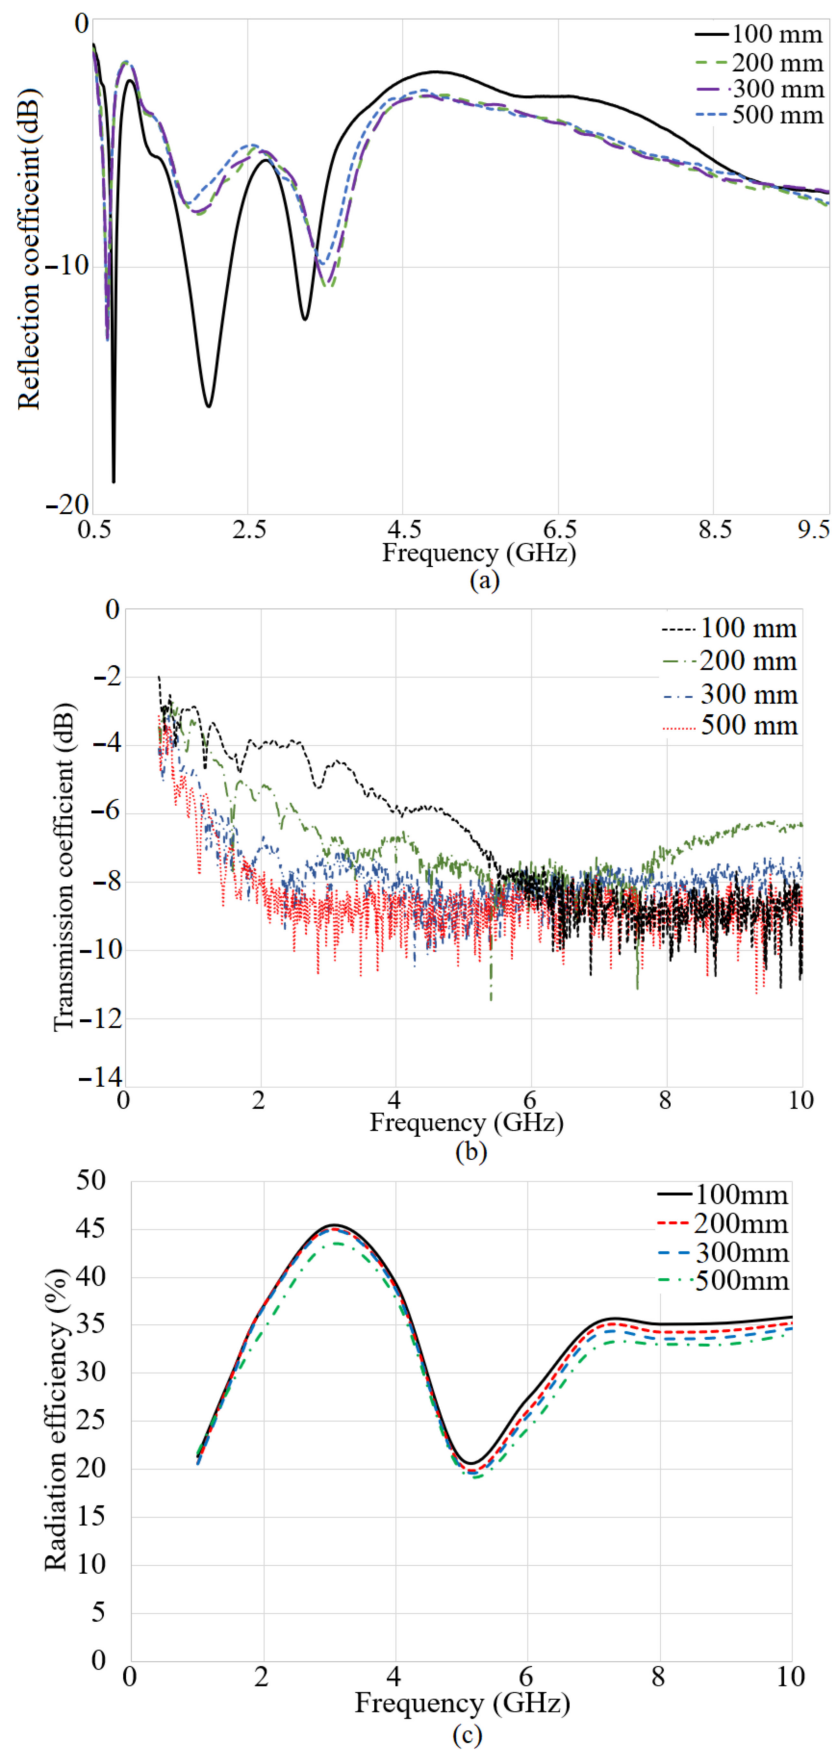 0
100 mm
200 mm
300 mm
500 mm
−10
−20
Reflection coefficeint (dB)
0.5 2.5 4.5 6.5 8.5 9.5
Frequency (GHz)
(a)
0
100 mm
200 mm
300 mm
500 mm
−2
−4
−6
−8
−10
−12
−14
Transmission coefficient (dB)
0 2 4 6 8 10
Frequency (GHz)
(b)
50
100mm
200mm
300mm
500mm
45
40
35
30
25
20
15
10
5
0
Radiation efficiency (%)
0 2 4 6 8 10
Frequency (GHz)
(c)